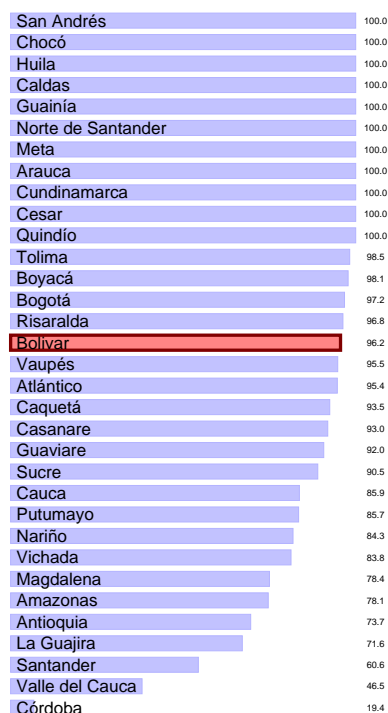 San Andrés 100.0
Chocó 100.0
Huila 100.0
Caldas 100.0
Guainía 100.0
Norte de Santander 100.0
Meta 100.0
Arauca 100.0
Cundinamarca 100.0
Cesar 100.0
Quindío 100.0
Tolima 98.5
Boyacá 98.1
Bogotá 97.2
Risaralda 96.8
Bolivar 96.2
Vaupés 95.5
Atlántico 95.4
Caquetá 93.5
Casanare 93.0
Guaviare 92.0
Sucre 90.5
Cauca 85.9
Putumayo 85.7
Nariño 84.3
Vichada 83.8
Magdalena 78.4
Amazonas 78.1
Antioquia 73.7
La Guajira 71.6
Santander 60.6
Valle del Cauca 46.5
Córdoba 19.4